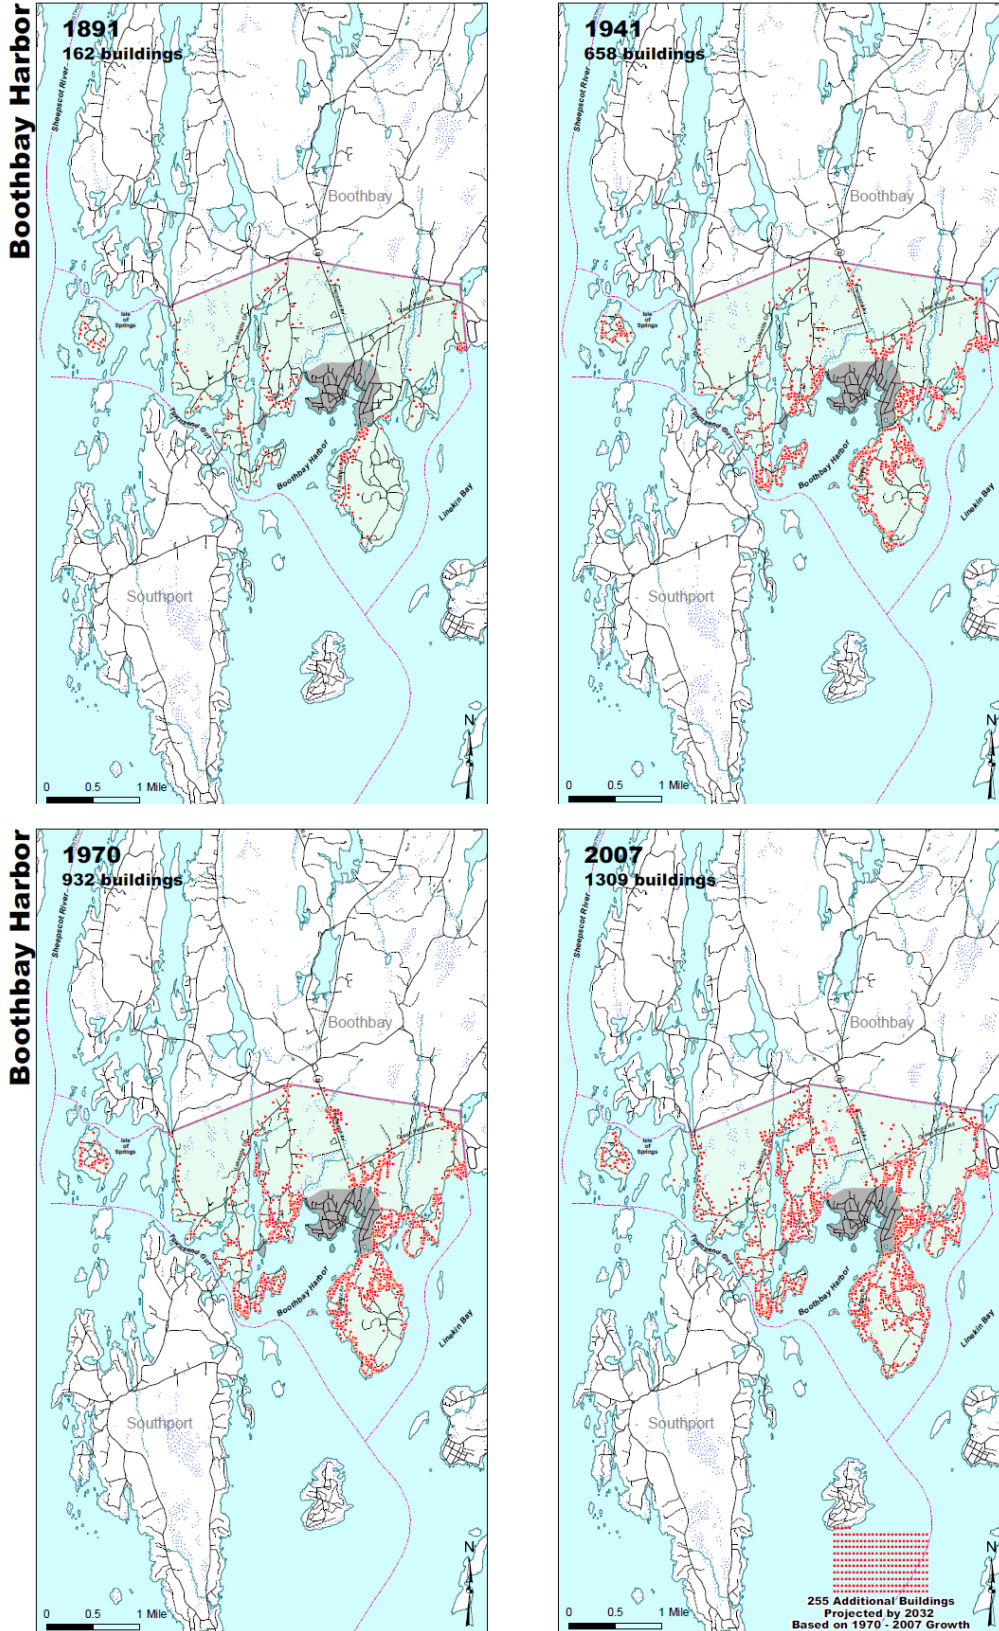 Boothbay Harbor
1891
162 buildings
Sheepscot River
Boothbay
Isle
of
Springs
Townsend Gut
Boothbay Harbor
Linekin Bay
Southport
N
0 0.5 1 Mile
1941
658 buildings
Sheepscot River
Boothbay
Isle
of
Springs
Townsend Gut
Boothbay Harbor
Linekin Bay
Southport
N
0 0.5 1 Mile
Boothbay Harbor
1970
932 buildings
Sheepscot River
Boothbay
Isle
of
Springs
Townsend Gut
Boothbay Harbor
Linekin Bay
Southport
N
0 0.5 1 Mile
2007
1309 buildings
Sheepscot River
Boothbay
Isle
of
Springs
Townsend Gut
Boothbay Harbor
Linekin Bay
Southport
N
0 0.5 1 Mile
255 Additional Buildings
Projected by 2032
Based on 1970 - 2007 Growth